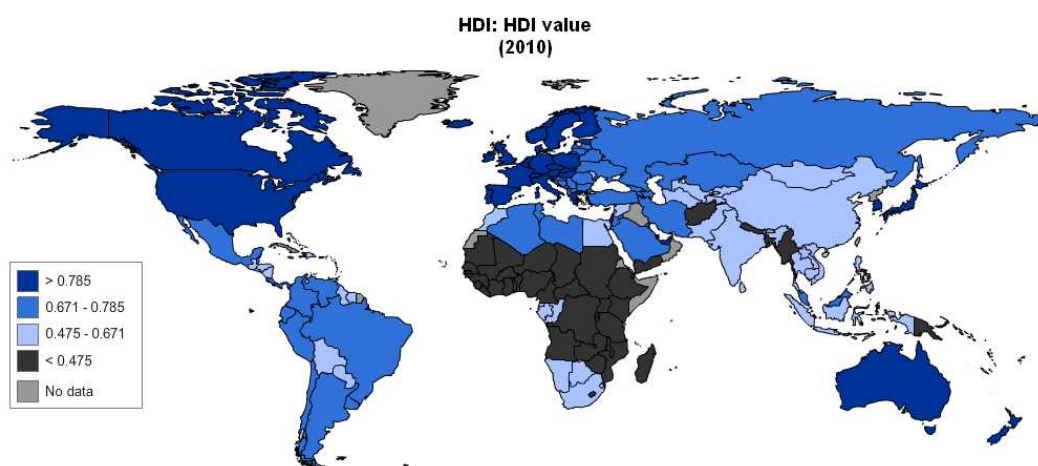 HDI: HDI value
(2010)
> 0.785
0.671 - 0.785
0.475 - 0.671
< 0.475
No data